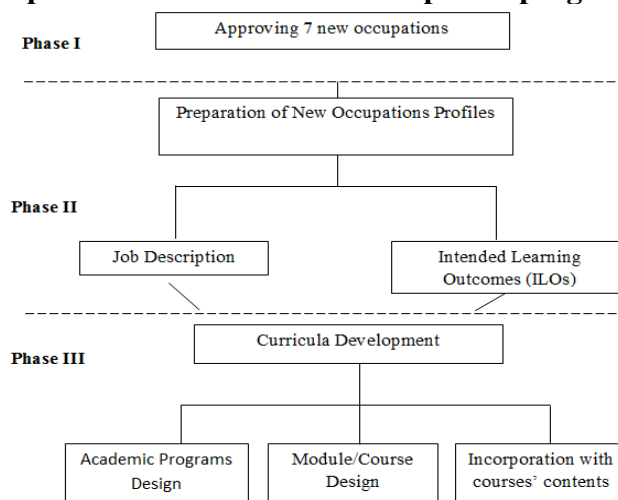 Approving 7 new occupations
Phase I
Preparation of New Occupations Profiles
Phase II
Job Description
Intended Learning
Outcomes (ILOs)
Curricula Development
Phase III
Academic Programs
Design
Module/Course
Design
Incorporation with
courses’ contents